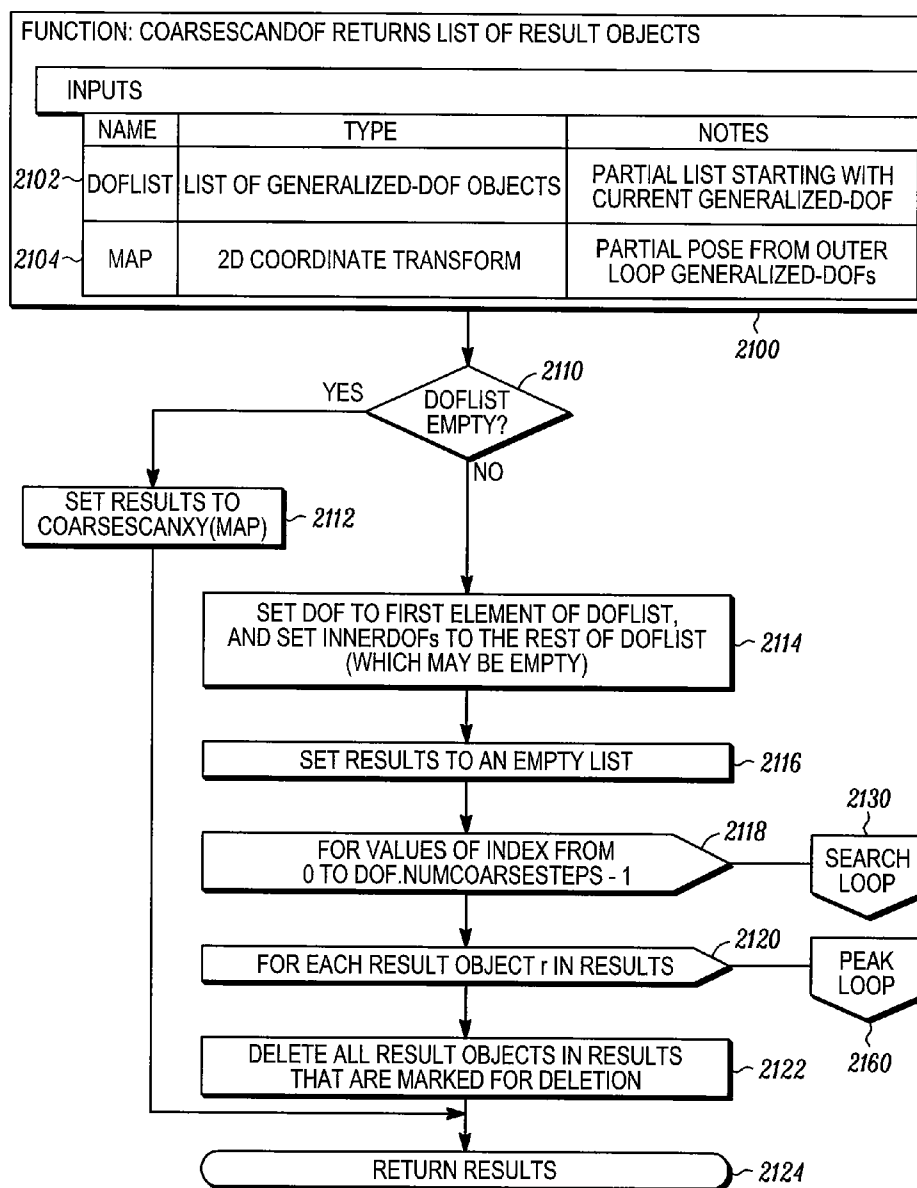 FUNCTION: COARSESCANDOF RETURNS LIST OF RESULT OBJECTS
INPUTS
NAME TYPE NOTES
2102 DOFLIST LIST OF GENERALIZED-DOF OBJECTS PARTIAL LIST STARTING WITH
CURRENT GENERALIZED-DOF
2104 MAP 2D COORDINATE TRANSFORM PARTIAL POSE FROM OUTER
LOOP GENERALIZED-DOFs
2100
2110
YES
DOFLIST
EMPTY?
NO
SET RESULTS TO
COARSESCANXY(MAP)
2112
SET DOF TO FIRST ELEMENT OF DOFLIST,
AND SET INNERDOFs TO THE REST OF DOFLIST
(WHICH MAY BE EMPTY)
2114
SET RESULTS TO AN EMPTY LIST
2116
2118
FOR VALUES OF INDEX FROM
0 TO DOF.NUMCOARSESTEPS - 1
2130
SEARCH
LOOP
2120
FOR EACH RESULT OBJECT r IN RESULTS
PEAK
LOOP
2160
DELETE ALL RESULT OBJECTS IN RESULTS
THAT ARE MARKED FOR DELETION
2122
RETURN RESULTS
2124